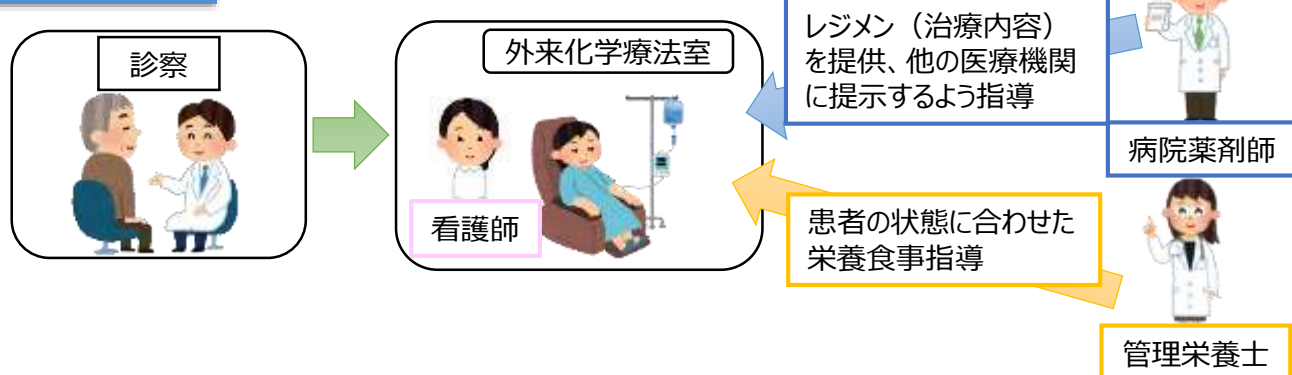 診察
外来化学療法室
看護師
レジメン（治療内容）
を提供、他の医療機関
に提示するよう指導
病院薬剤師
患者の状態に合わせた
栄養食事指導
管理栄養士